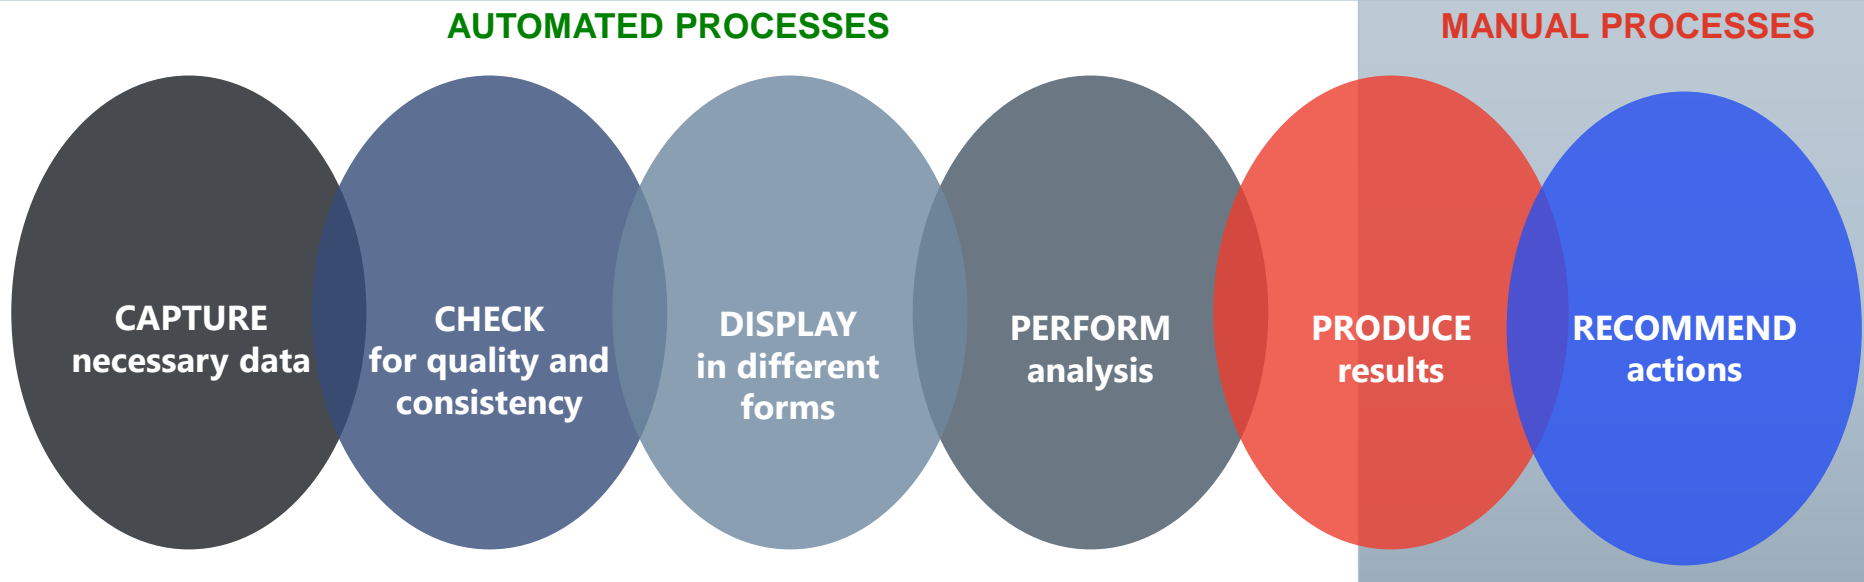 AUTOMATED PROCESSES
MANUAL PROCESSES
CAPTURE
necessary data
CHECK
for quality and
consistency
DISPLAY
in different
forms
PERFORM
analysis
PRODUCE
results
RECOMMEND
actions